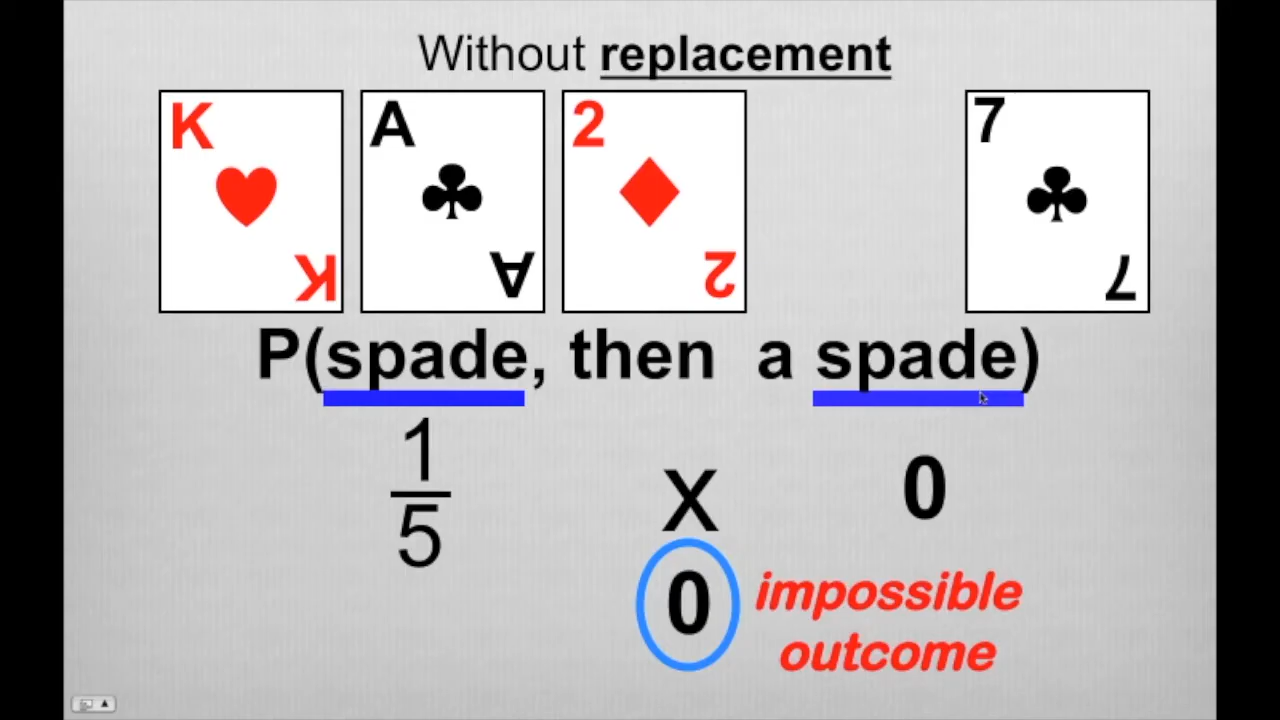 Without replacement
K A 2 7
K A 2 7
P(spade, then a spade)
1
5
x
0
0
impossible
outcome